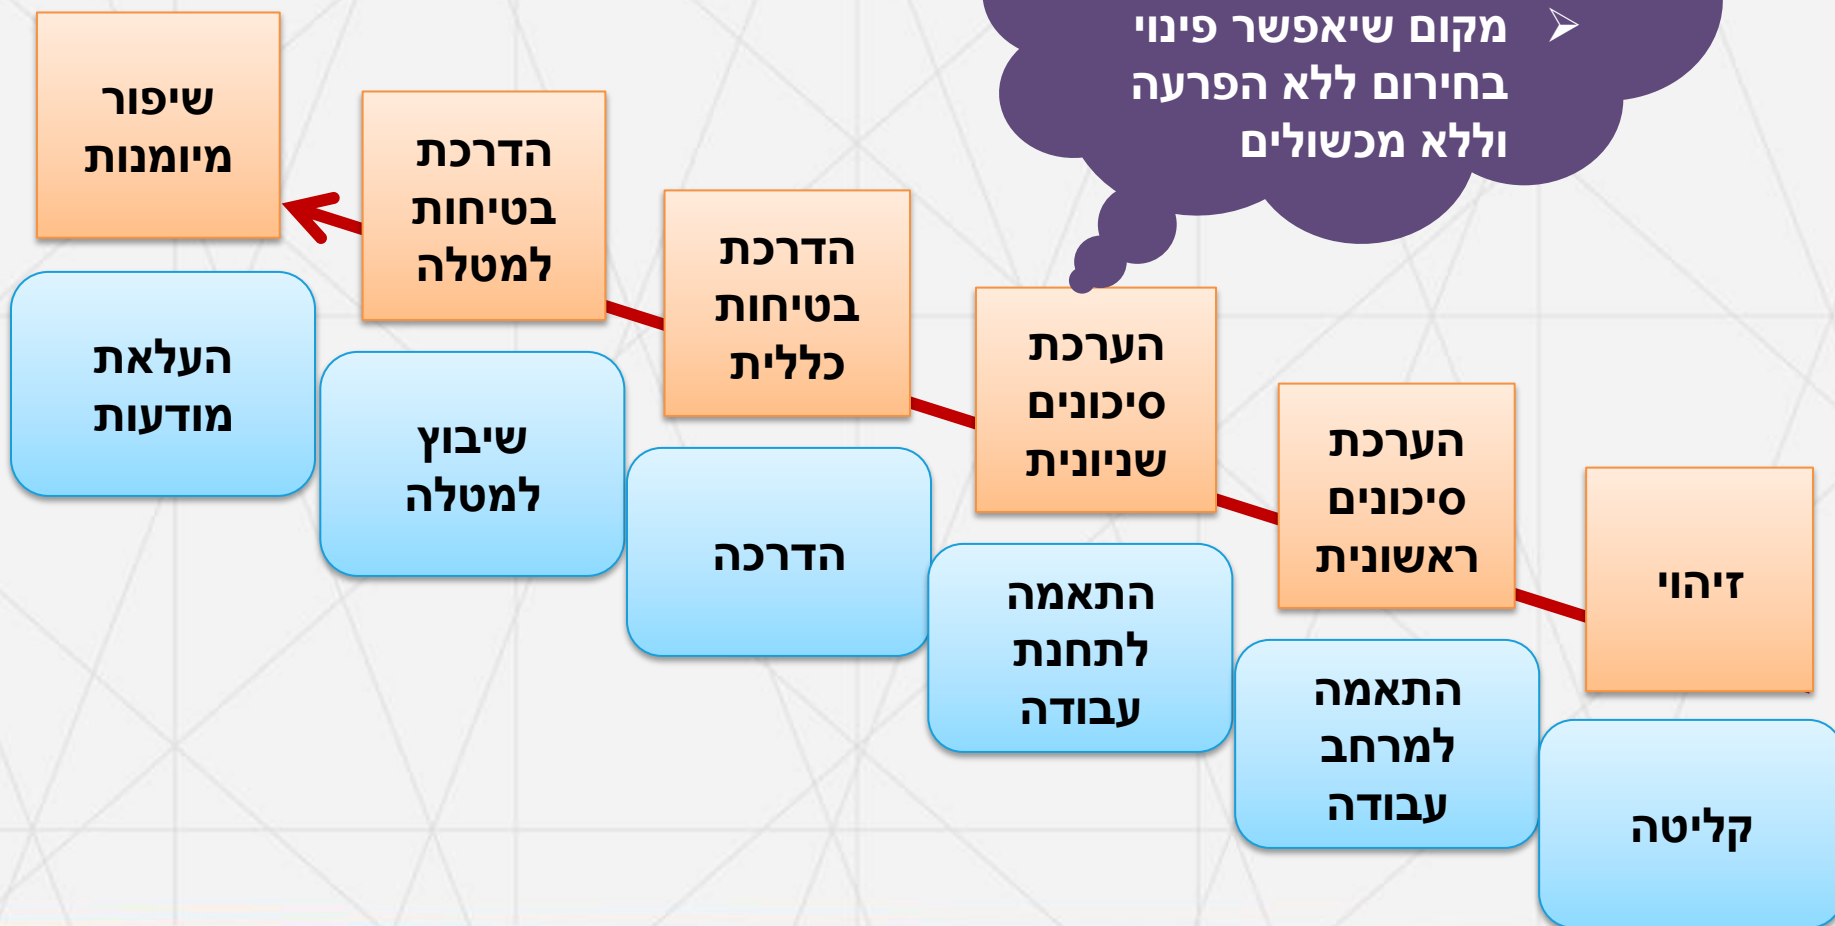 מקום שיאפשר פינוי
בחירום ללא הפרעה
וללא מכשולים
זיהוי
הערכת
סיכונים
ראשונית
הערכת
סיכונים
שניונית
הדרכת
בטיחות
כללית
הדרכת
בטיחות
למטלה
שיפור
מיומנות
קליטה
התאמה
למרחב
עבודה
התאמה
לתחנת
עבודה
הדרכה
שיבוץ
למטלה
העלאת
מודעות